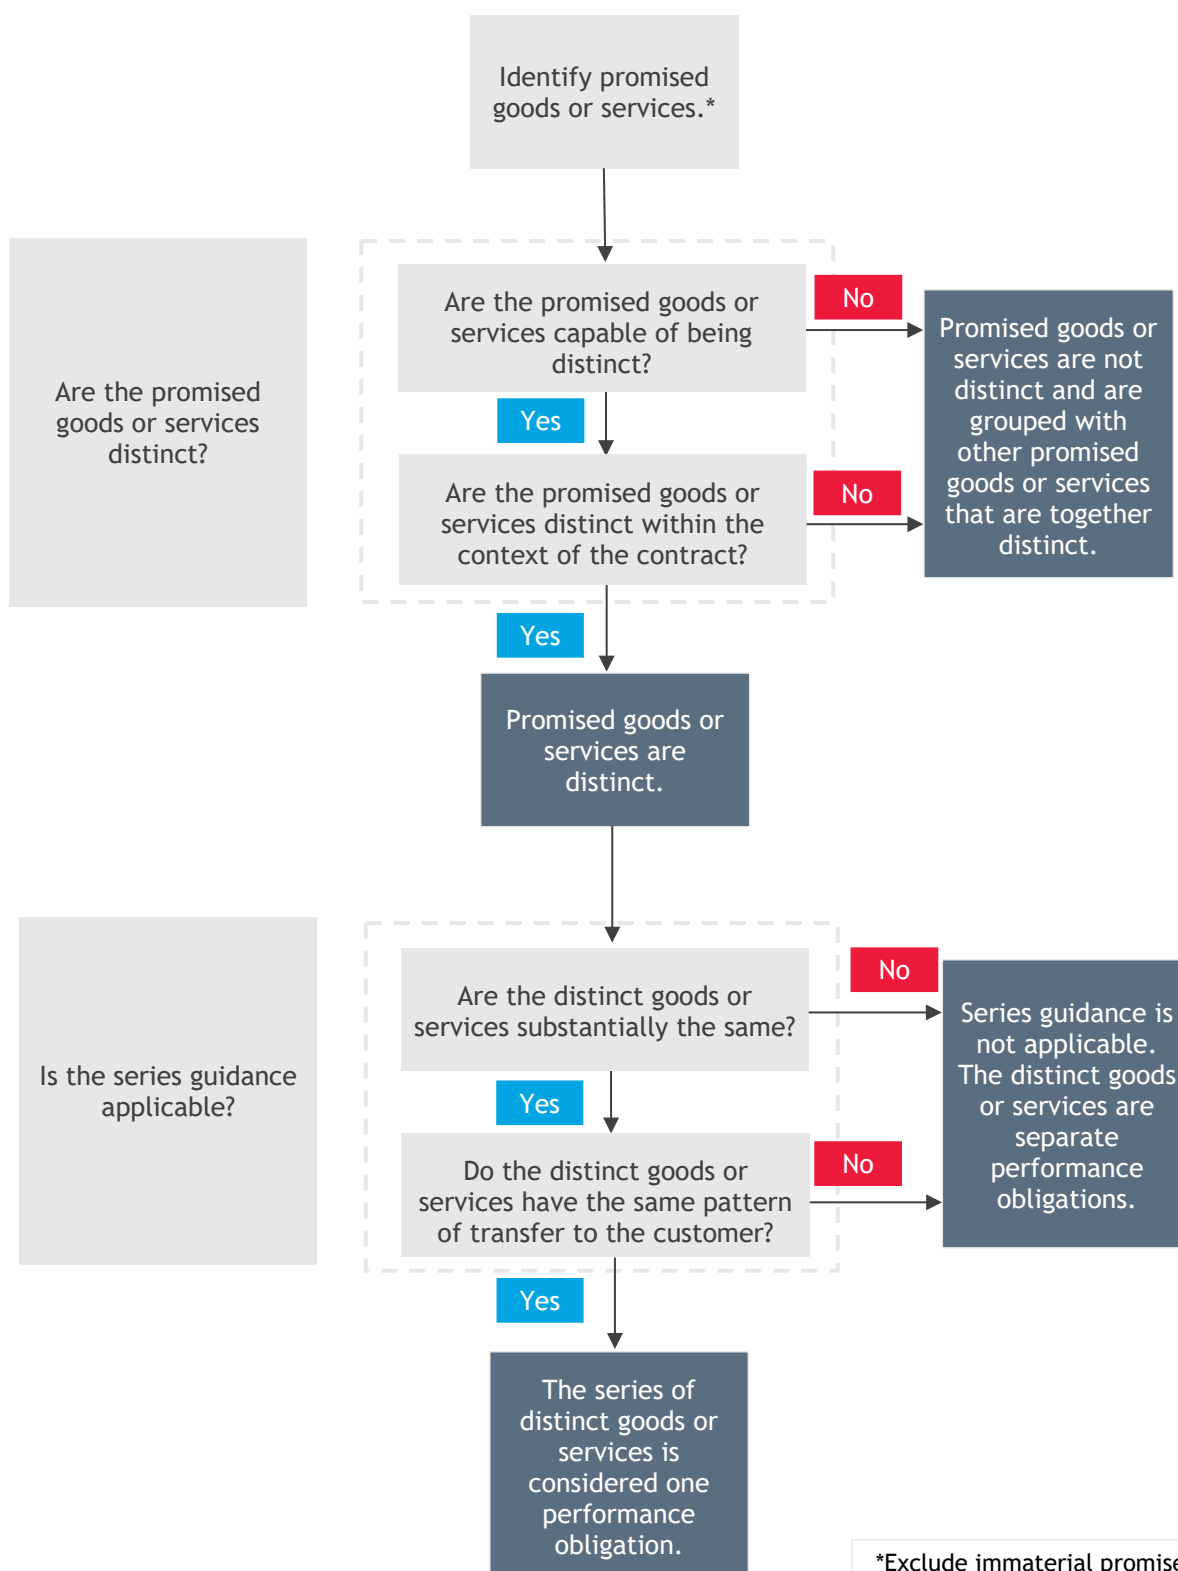 Identify promised
goods or services.*
Are the promised
goods or services
distinct?
Are the promised goods or
services capable of being
distinct?
No
Promised goods or
services are not
distinct and are
grouped with
other promised
goods or services
that are together
distinct.
Yes
Are the promised goods or
services distinct within the
context of the contract?
No
Yes
Promised goods or
services are
distinct.
Is the series guidance
applicable?
Are the distinct goods or
services substantially the same?
No
Series guidance is
not applicable.
The distinct goods
or services are
separate
performance
obligations.
Yes
Do the distinct goods or
services have the same pattern
of transfer to the customer?
No
Yes
The series of
distinct goods or
services is
considered one
performance
obligation.
*Exclude immaterial promise